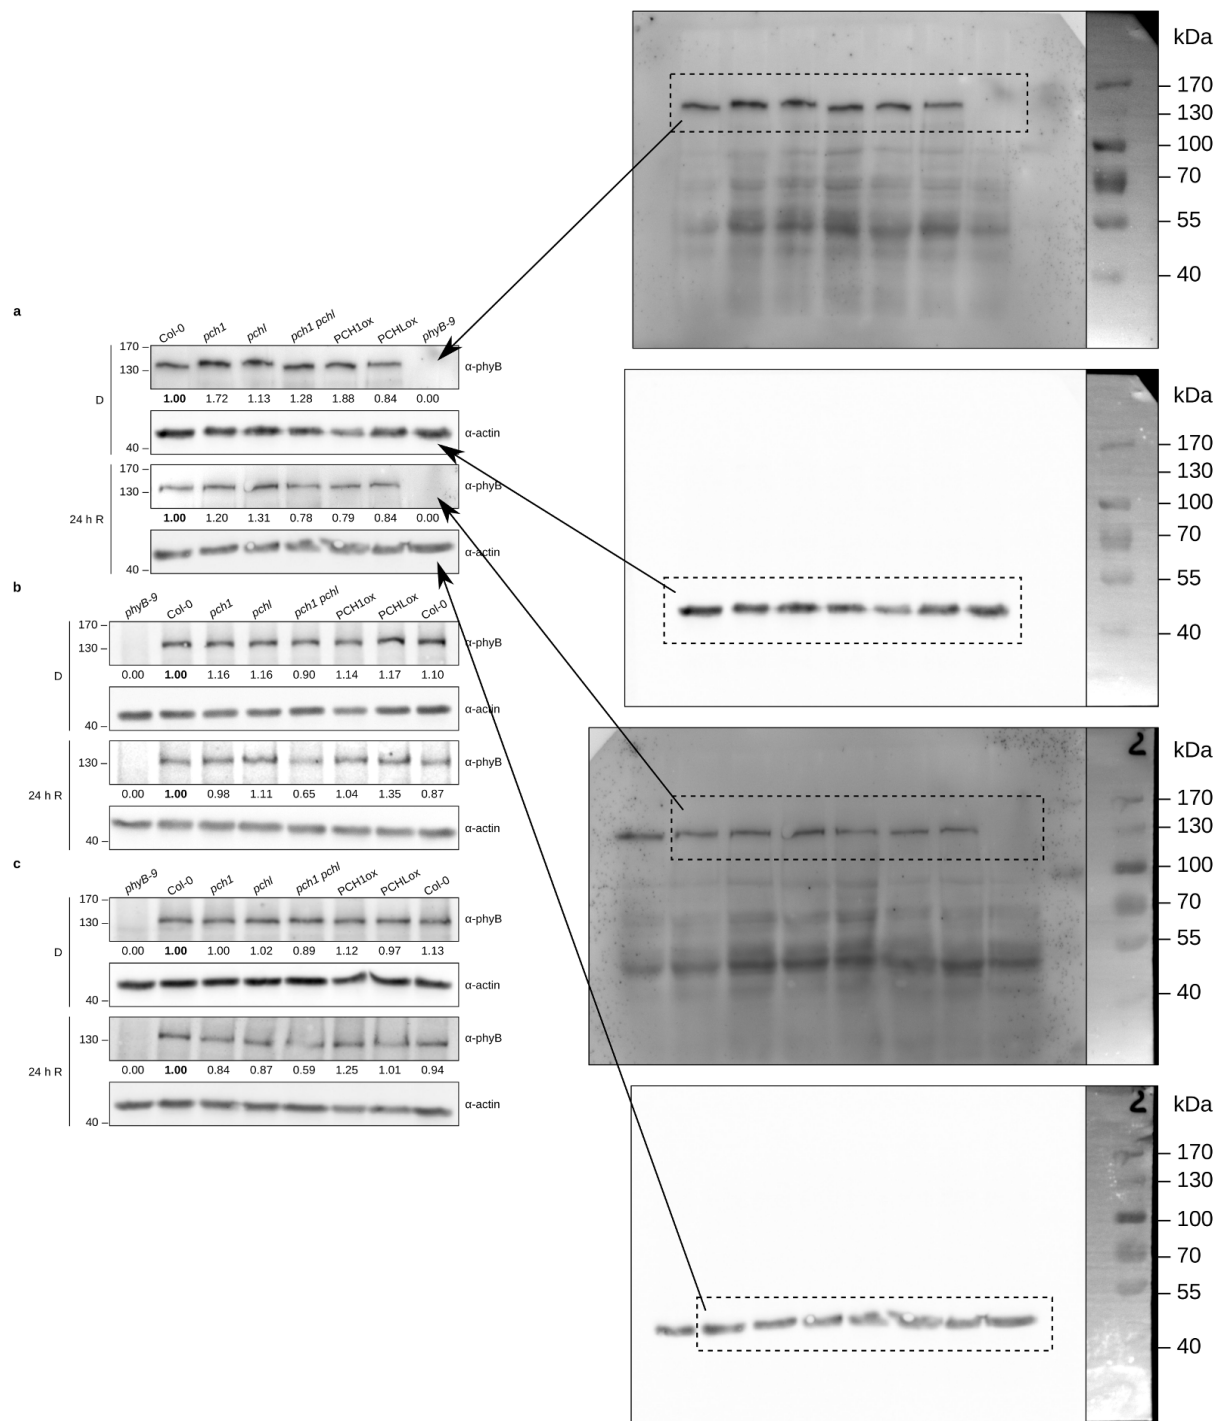 kDa
170
130
100
70
55
40
a
Col-0 pch1 pchl pch1 pchl PCH1ox PCHLox phyB-9
170
130
α-phyB
D
1.00 1.72 1.13 1.28 1.88 0.84 0.00
α-actin
40
170
130
α-phyB
24 h R
1.00 1.20 1.31 0.78 0.79 0.84 0.00
α-actin
40
kDa
170
130
100
70
55
40
b
phyB-9 Col-0 pch1 pchl pch1 pchl PCH1ox PCHLox Col-0
170
130
α-phyB
D
0.00 1.00 1.16 1.16 0.90 1.14 1.17 1.10
α-actin
40
130
α-phyB
24 h R
0.00 1.00 0.98 1.11 0.65 1.04 1.35 0.87
α-actin
40
2
kDa
170
130
100
70
55
40
c
phyB-9 Col-0 pch1 pchl pch1 pchl PCH1ox PCHLox Col-0
170
130
α-phyB
D
0.00 1.00 1.00 1.02 0.89 1.12 0.97 1.13
α-actin
40
130
α-phyB
24 h R
0.00 1.00 0.84 0.87 0.59 1.25 1.01 0.94
α-actin
40
2
kDa
170
130
100
70
55
40